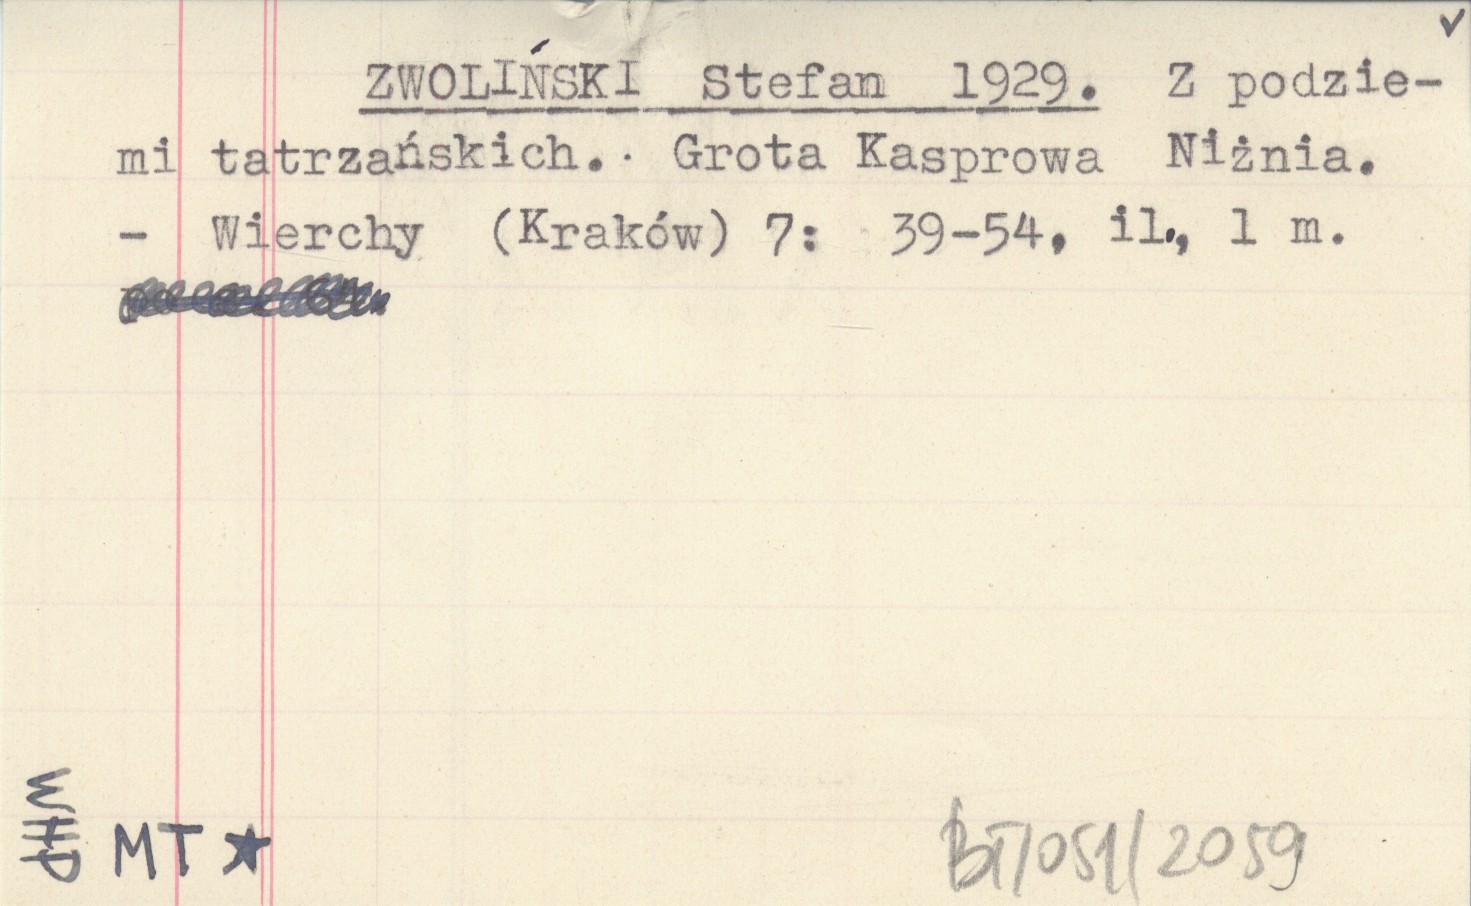 ✓
ZWOLIŃSKI Stefan 1929. Z podzie-
mi tatrzańskich. Grota Kasprowa Niżnia.
- Wierchy (Kraków) 7: 39-54, il., 1 m.
MT ★
BT/051/2059